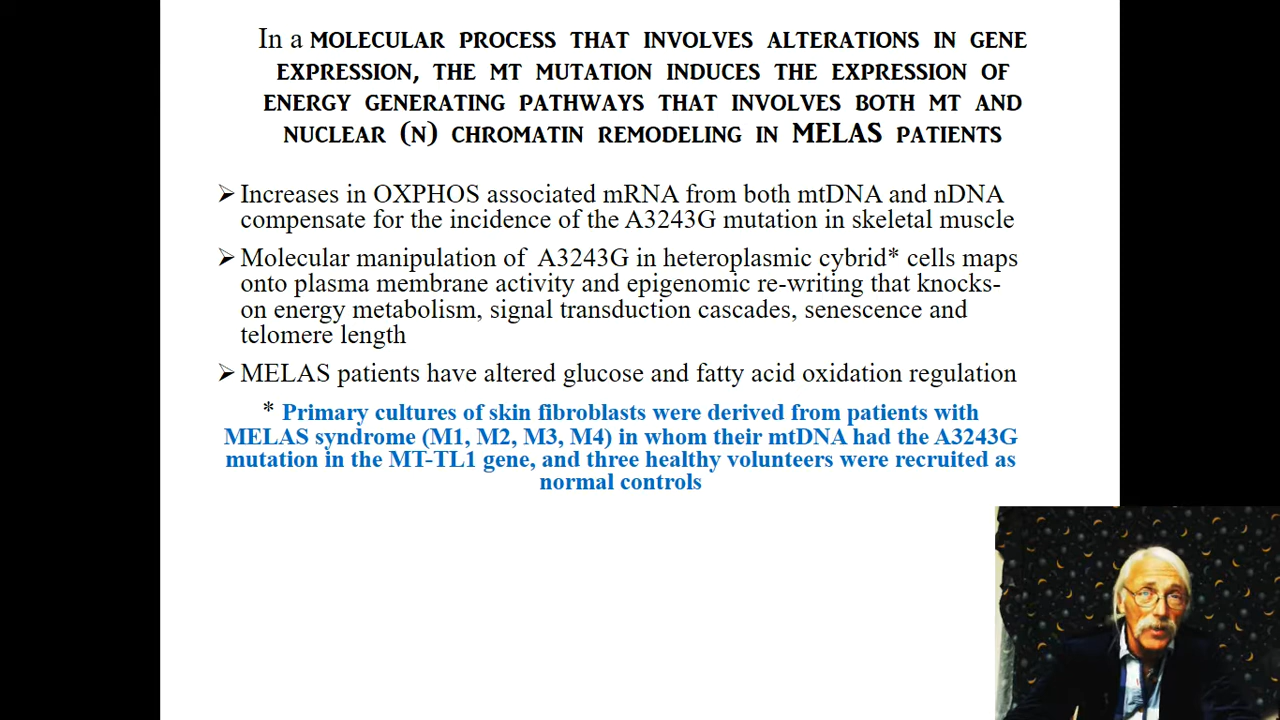 In a MOLECULAR PROCESS THAT INVOLVES ALTERATIONS IN GENE
EXPRESSION, THE MT MUTATION INDUCES THE EXPRESSION OF
ENERGY GENERATING PATHWAYS THAT INVOLVES BOTH MT AND
NUCLEAR (N) CHROMATIN REMODELING IN MELAS PATIENTS
➢ Increases in OXPHOS associated mRNA from both mtDNA and nDNA
compensate for the incidence of the A3243G mutation in skeletal muscle
➢ Molecular manipulation of A3243G in heteroplasmic cybrid* cells maps
onto plasma membrane activity and epigenomic re-writing that knocks-
on energy metabolism, signal transduction cascades, senescence and
telomere length
➢ MELAS patients have altered glucose and fatty acid oxidation regulation
* Primary cultures of skin fibroblasts were derived from patients with
MELAS syndrome (M1, M2, M3, M4) in whom their mtDNA had the A3243G
mutation in the MT-TL1 gene, and three healthy volunteers were recruited as
normal controls